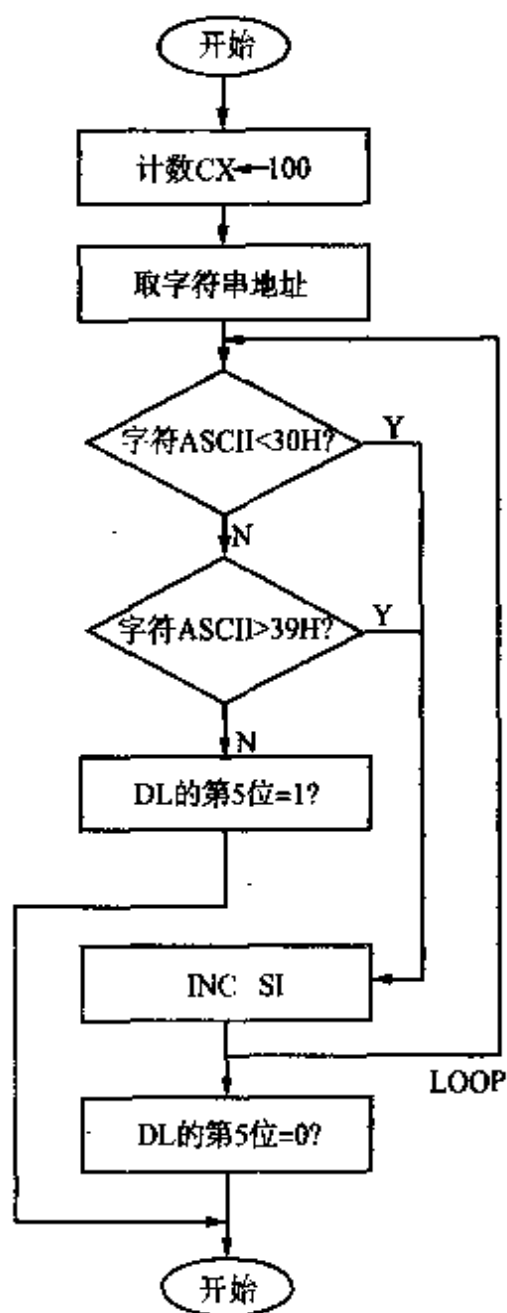 开始
计数CX←100
取字符串地址
字符ASCII<30H?
Y
N
字符ASCII>39H?
Y
N
DL的第5位=1?
INC SI
LOOP
DL的第5位=0?
开始